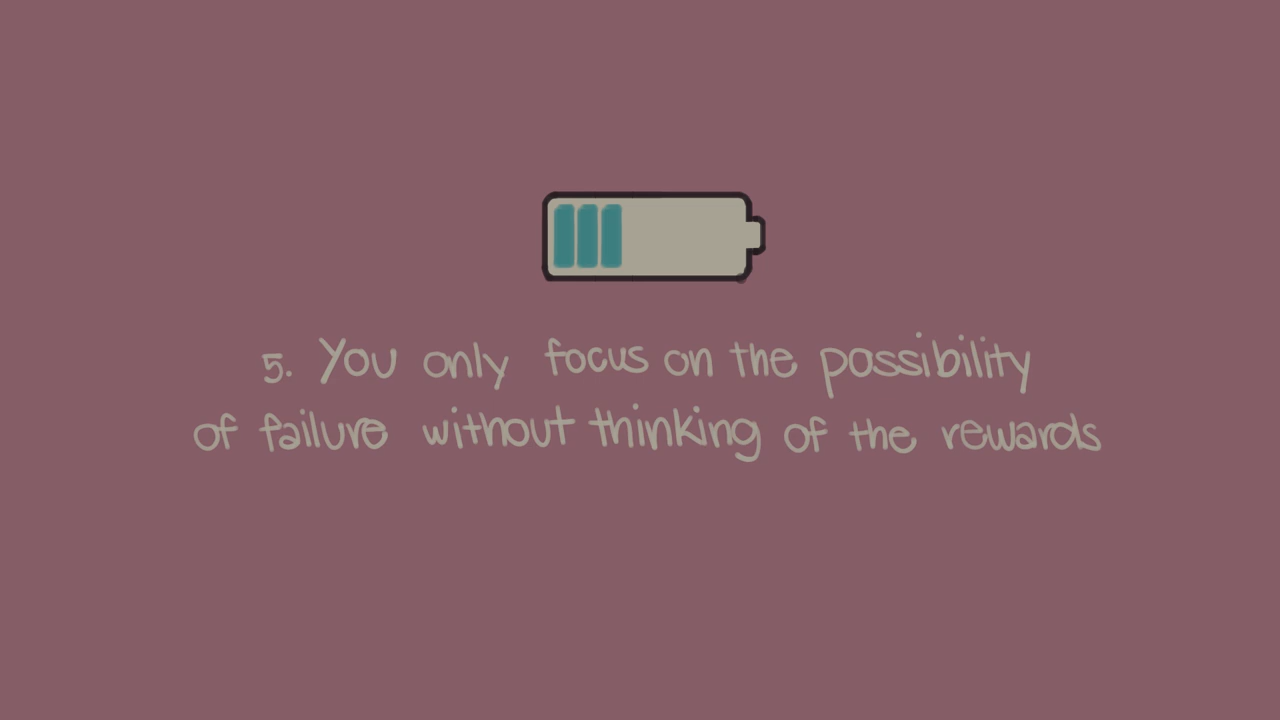 5. You only focus on the possibility
of failure without thinking of the rewards